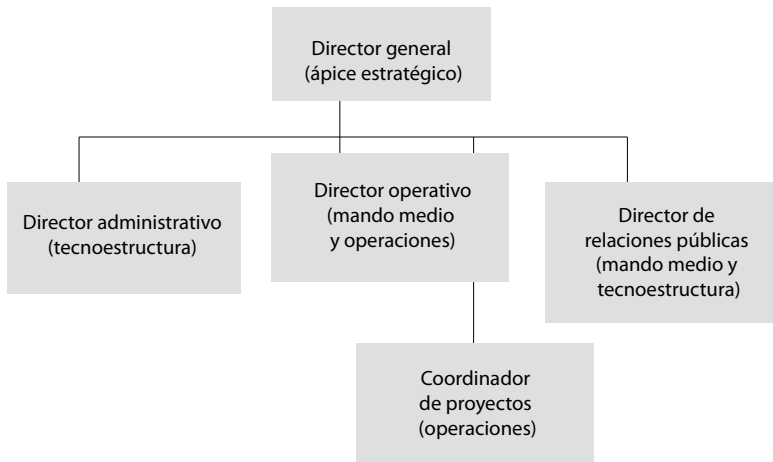 Director general
(ápice estratégico)
Director administrativo
(tecnoestructura)
Director operativo
(mando medio
y operaciones)
Director de
relaciones públicas
(mando medio y
tecnoestructura)
Coordinador
de proyectos
(operaciones)